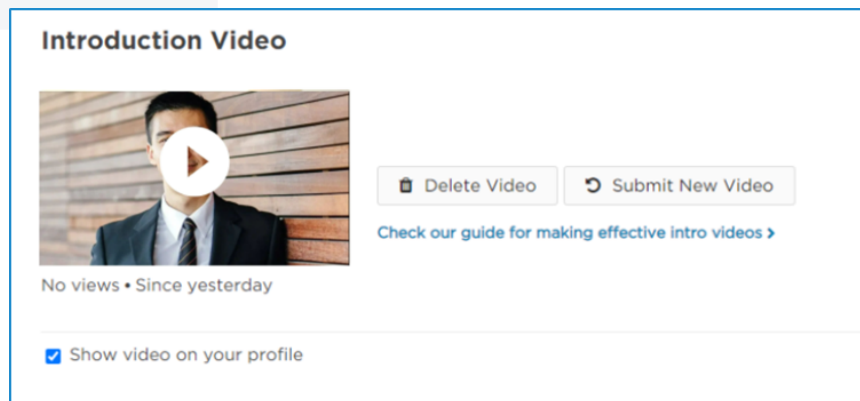 Introduction Video
Delete Video
Submit New Video
Check our guide for making effective intro videos >
No views • Since yesterday
Show video on your profile